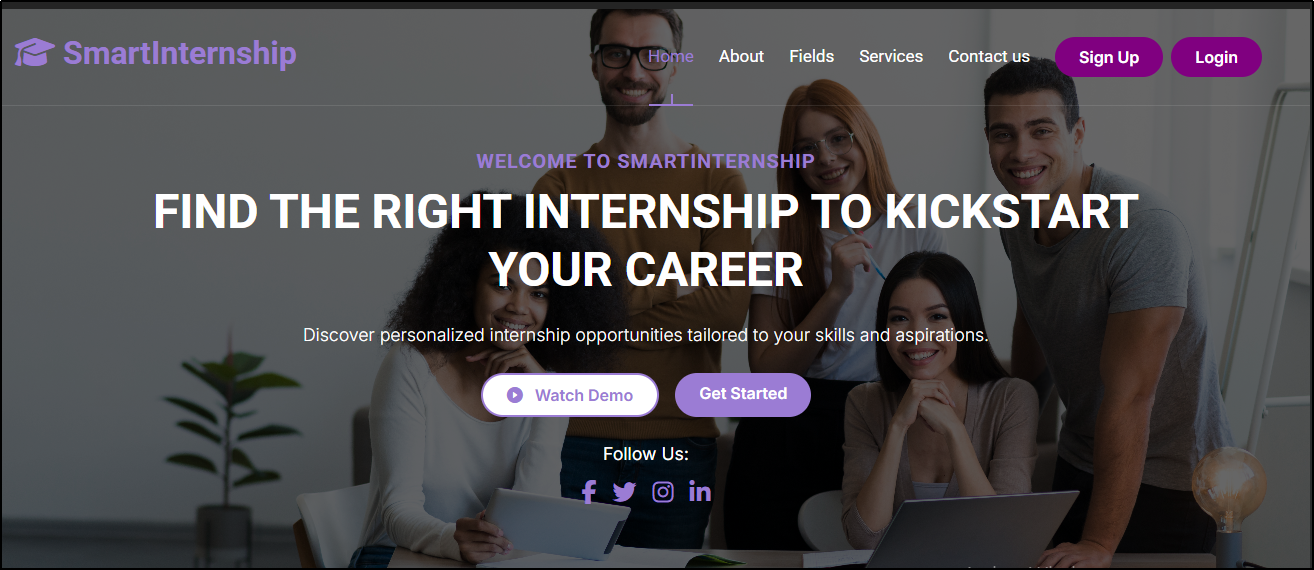 SmartInternship
Home About Fields Services Contact us Sign Up Login
WELCOME TO SMARTINTERNSHIP
FIND THE RIGHT INTERNSHIP TO KICKSTART
YOUR CAREER
Discover personalized internship opportunities tailored to your skills and aspirations.
Watch Demo Get Started
Follow Us: